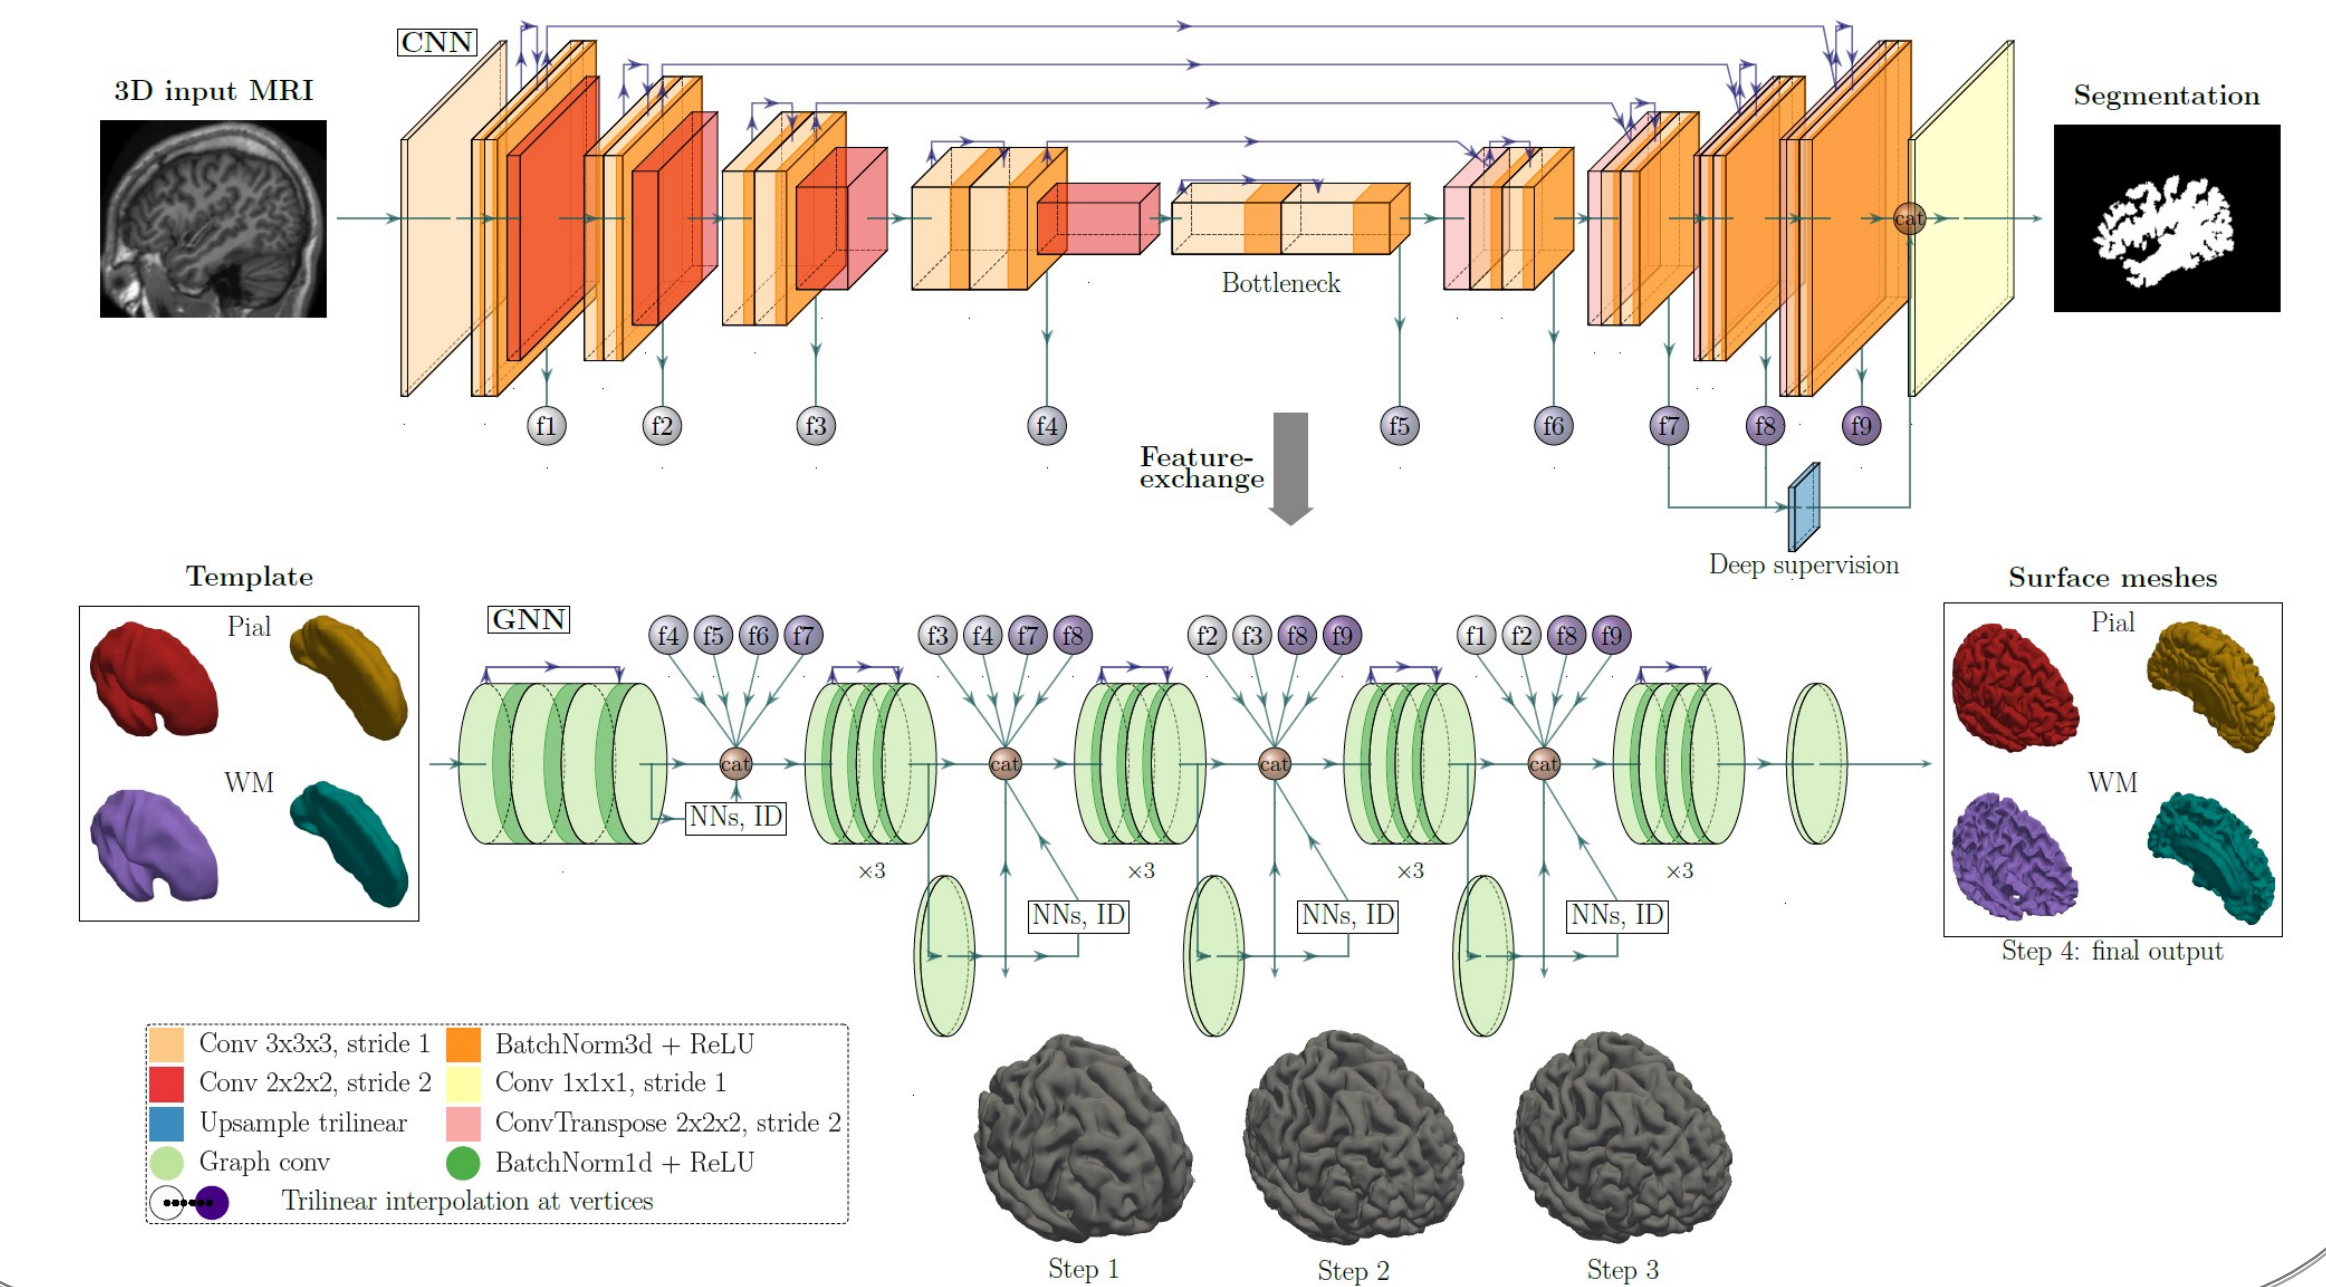 CNN
3D input MRI
Segmentation
cat
Bottleneck
f1
f2
f3
f4
f5
f6
f7
f8
f9
Feature-
exchange
Deep supervision
Template
Pial
WM
GNN
f4 f5 f6 f7
f3 f4 f7 f8
f2 f3 f8 f9
f1 f2 f8 f9
cat
cat
cat
cat
NNs, ID
×3
×3
×3
×3
NNs, ID
NNs, ID
NNs, ID
Surface meshes
Pial
WM
Step 4: final output
Conv 3x3x3, stride 1
BatchNorm3d + ReLU
Conv 2x2x2, stride 2
Conv 1x1x1, stride 1
Upsample trilinear
ConvTranspose 2x2x2, stride 2
Graph conv
BatchNorm1d + ReLU
Trilinear interpolation at vertices
Step 1
Step 2
Step 3